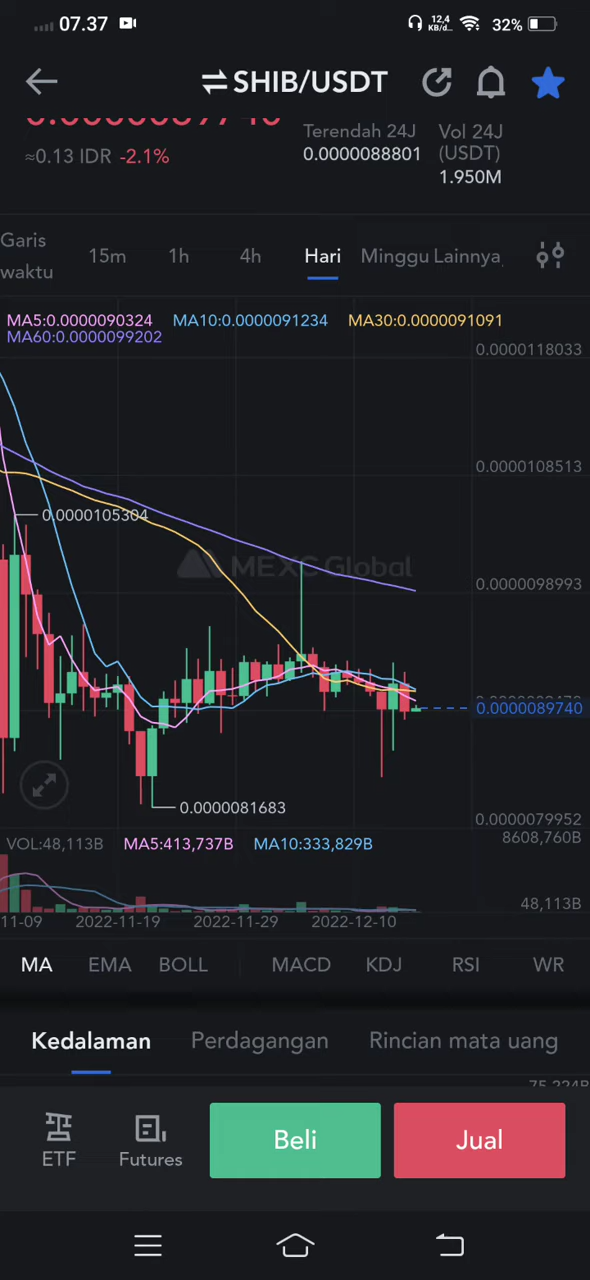 07.37
12,4
KB/d...
32%
SHIB/USDT
≈0.13 IDR -2.1%
Terendah 24J
0.0000088801
Vol 24J
(USDT)
1.950M
Garis
waktu
15m
1h
4h
Hari
Minggu
Lainnya
MA5:0.0000090324
MA10:0.0000091234
MA30:0.0000091091
MA60:0.0000099202
0.0000118033
0.0000108513
0.0000105304
MEXC Global
0.0000098993
0.0000089740
0.0000081683
0.0000079952
VOL:48,113B
MA5:413,737B
MA10:333,829B
8608,760B
48,113B
11-09
2022-11-19
2022-11-29
2022-12-10
MA
EMA
BOLL
MACD
KDJ
RSI
WR
Kedalaman
Perdagangan
Rincian mata uang
75.224B
ETF
Futures
Beli
Jual